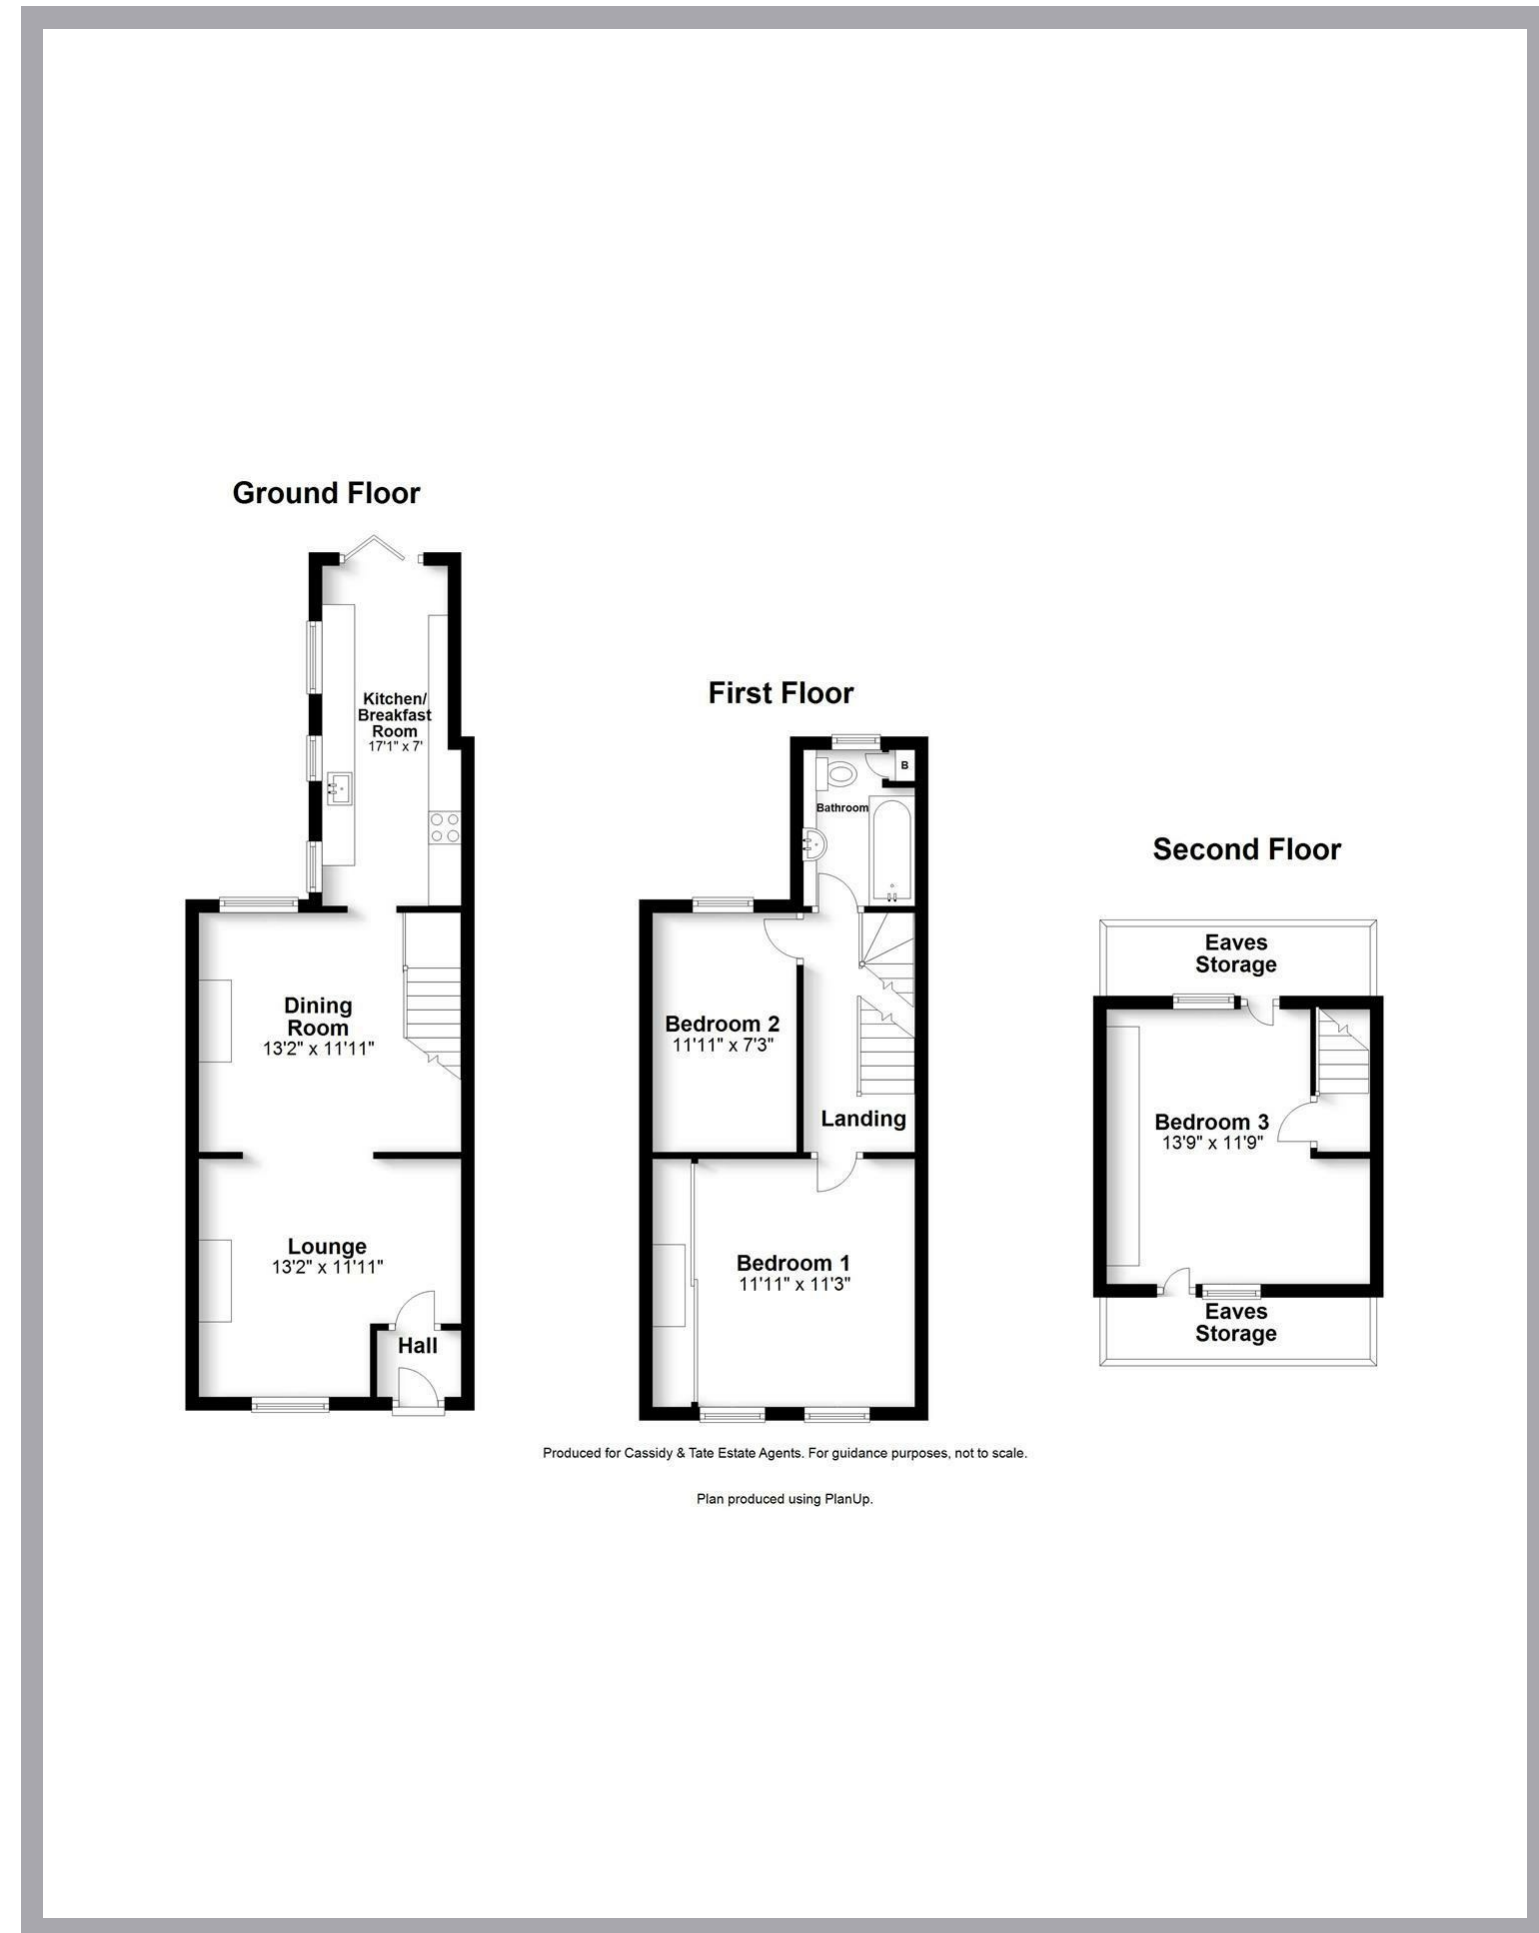 Ground Floor
Kitchen/
Breakfast
Room
17'1" x 7'
Dining
Room
13'2" x 11'11"
Lounge
13'2" x 11'11"
Hall
First Floor
B
Bathroom
Bedroom 2
11'11" x 7'3"
Landing
Bedroom 1
11'11" x 11'3"
Second Floor
Eaves
Storage
Bedroom 3
13'9" x 11'9"
Eaves
Storage
Produced for Cassidy & Tate Estate Agents. For guidance purposes, not to scale.
Plan produced using PlanUp.